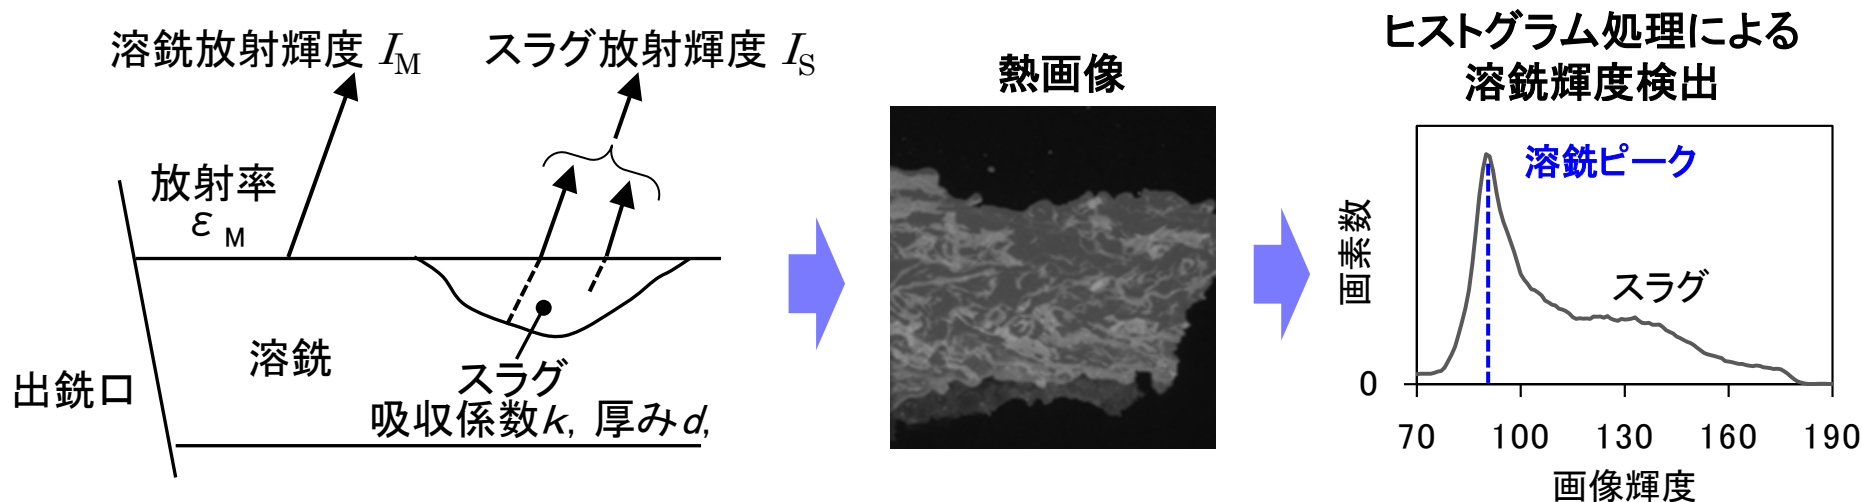 溶銑放射輝度 IM
スラグ放射輝度 IS
放射率
εM
溶銑
出銑口
スラグ
吸収係数k, 厚みd,
熱画像
ヒストグラム処理による
溶銑輝度検出
溶銑ピーク
スラグ
画素数
0
70 100 130 160 190
画像輝度